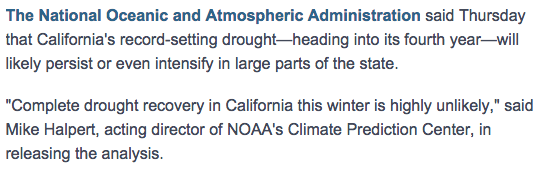 The National Oceanic and Atmospheric Administration said Thursday
that California's record-setting drought—heading into its fourth year—will
likely persist or even intensify in large parts of the state.
"Complete drought recovery in California this winter is highly unlikely," said
Mike Halpert, acting director of NOAA's Climate Prediction Center, in
releasing the analysis.